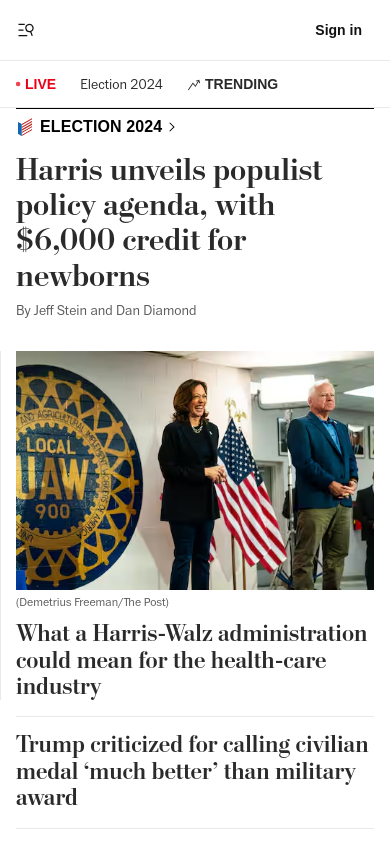 Sign in
LIVE
Election 2024
TRENDING
ELECTION 2024
Harris unveils populist
policy agenda, with
$6,000 credit for
newborns
By Jeff Stein and Dan Diamond
LOCAL
UAW
900
(Demetrius Freeman/The Post)
What a Harris-Walz administration
could mean for the health-care
industry
Trump criticized for calling civilian
medal ‘much better’ than military
award